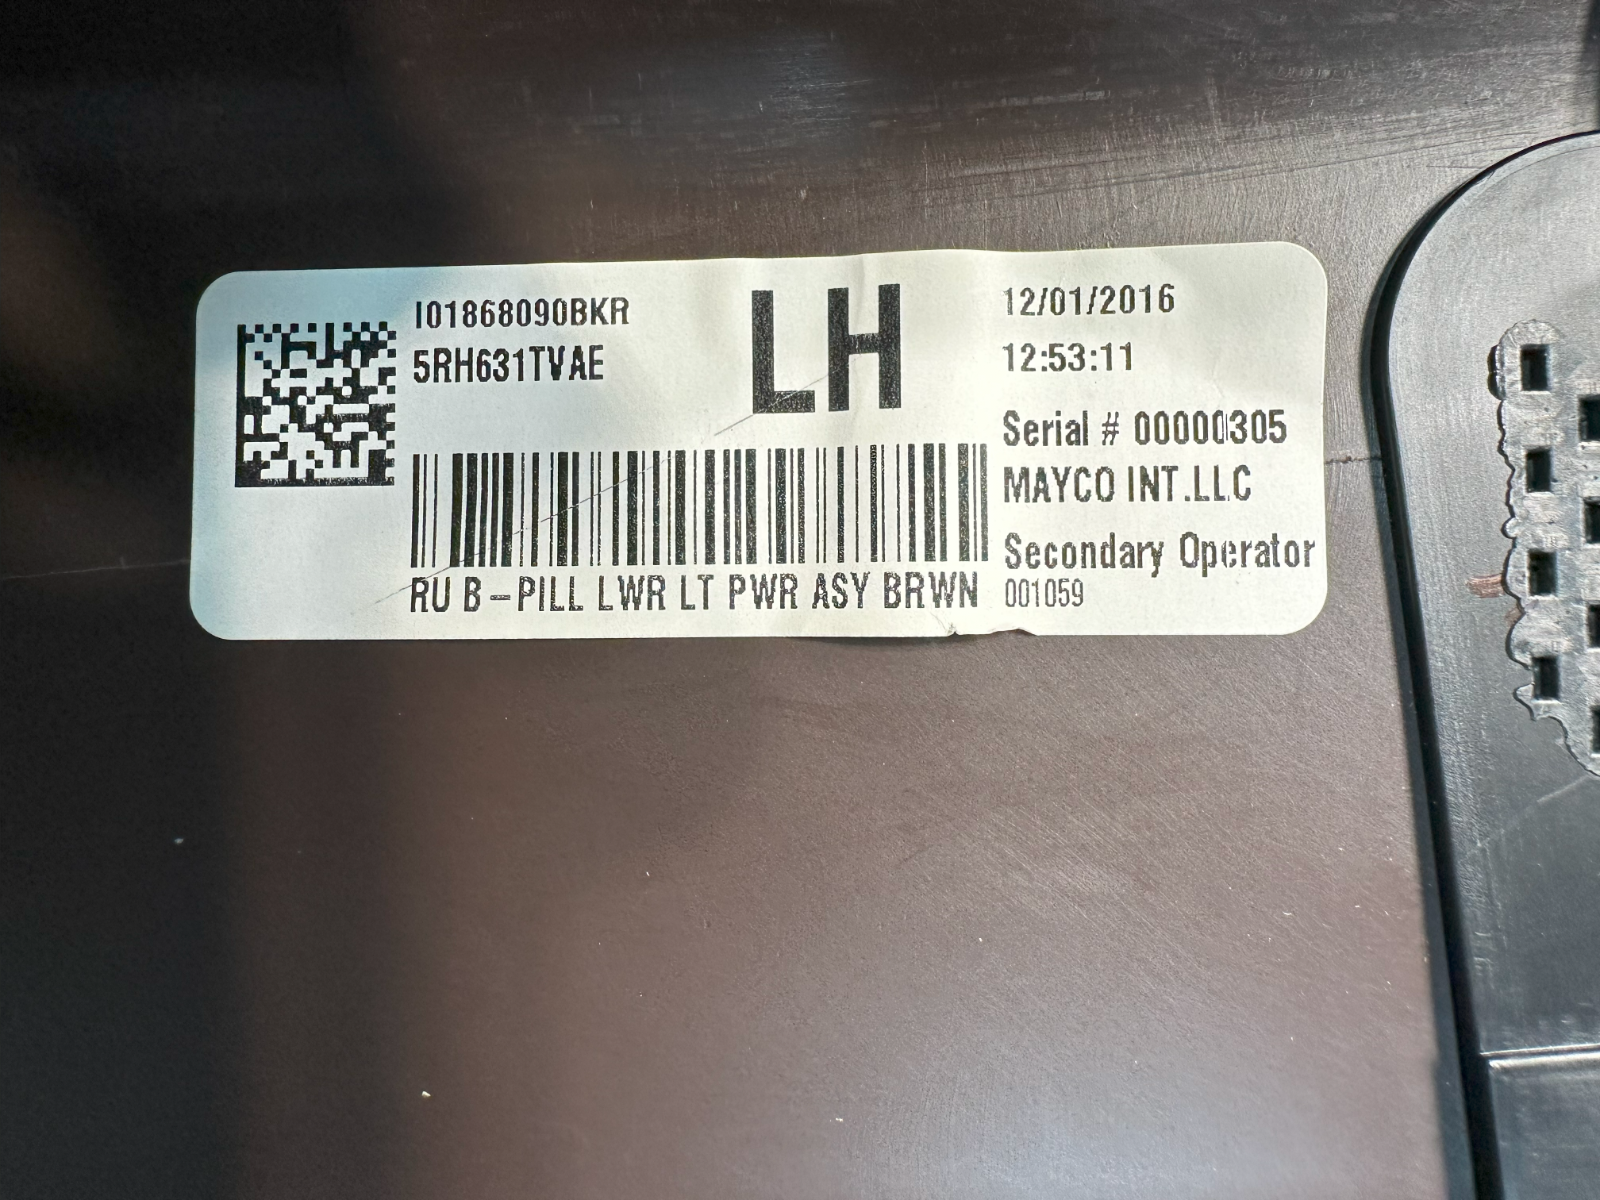 I01868090BKR
5RH631TVAE
LH
12/01/2016
12:53:11
Serial # 00000305
MAYCO INT.LLC
RU B-PILL LWR LT PWR ASY BRWN
Secondary Operator
001059